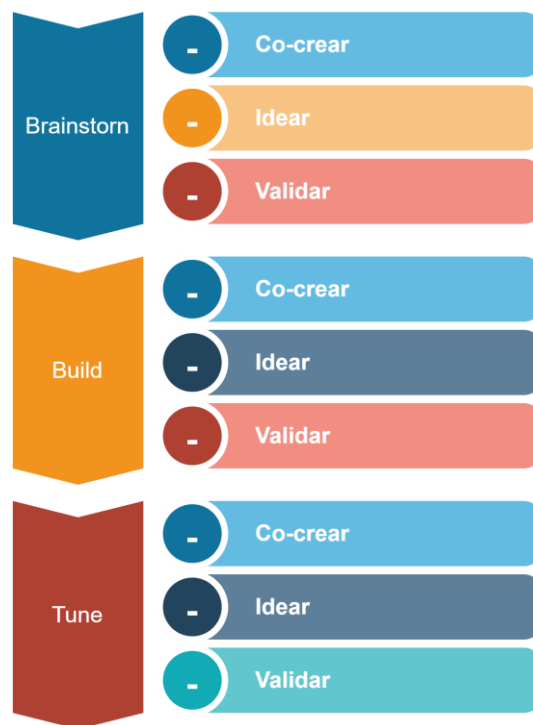 Brainstorn
-
Co-crear
-
Idear
-
Validar
Build
-
Co-crear
-
Idear
-
Validar
Tune
-
Co-crear
-
Idear
-
Validar